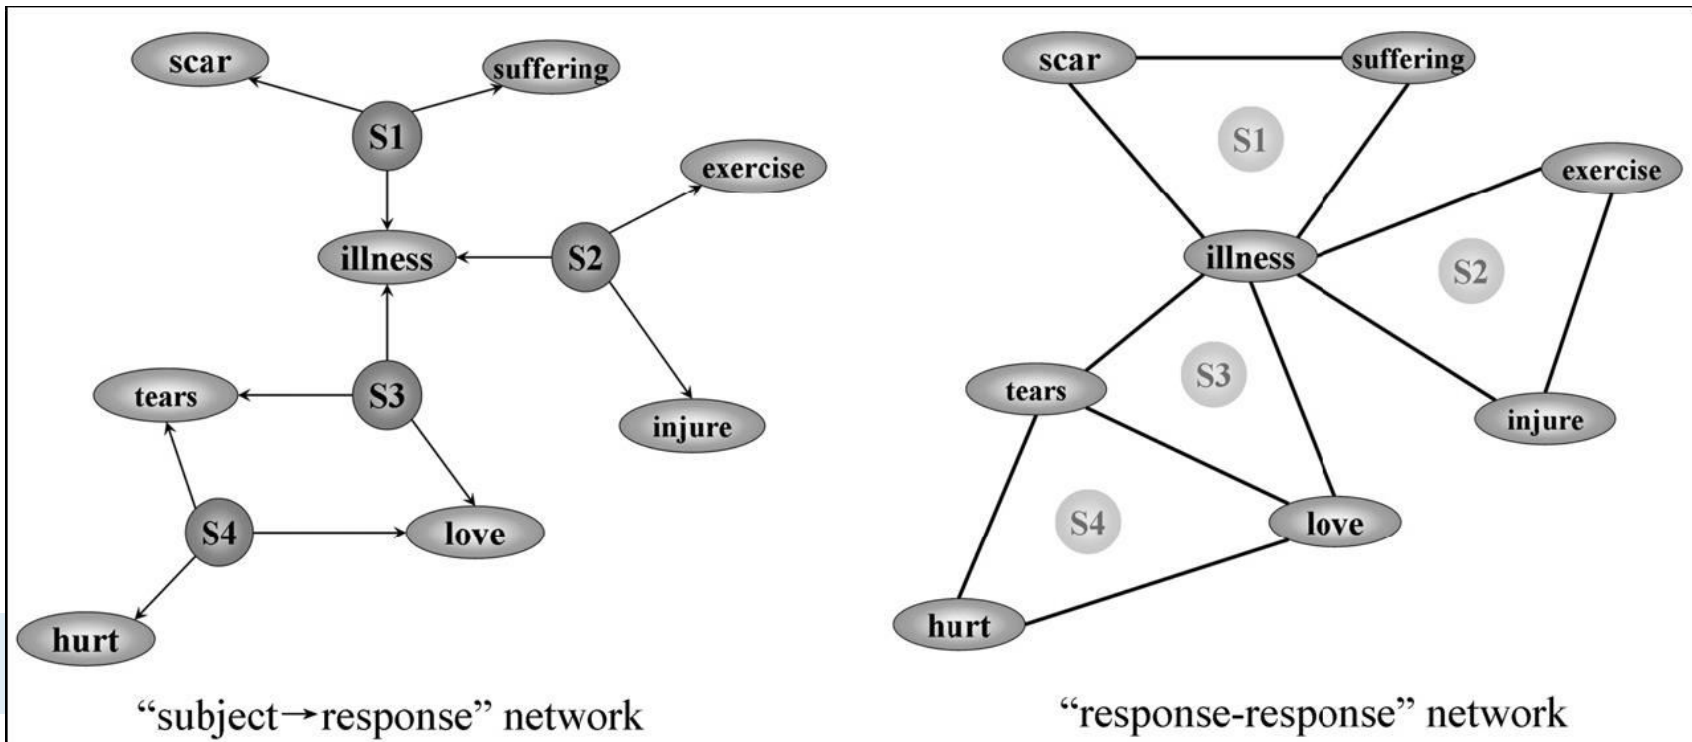 scar
suffering
S1
exercise
illness
S2
tears
S3
injure
S4
love
hurt
“subject→response” network
scar
suffering
S1
exercise
illness
S2
S3
tears
injure
S4
love
hurt
“response-response” network